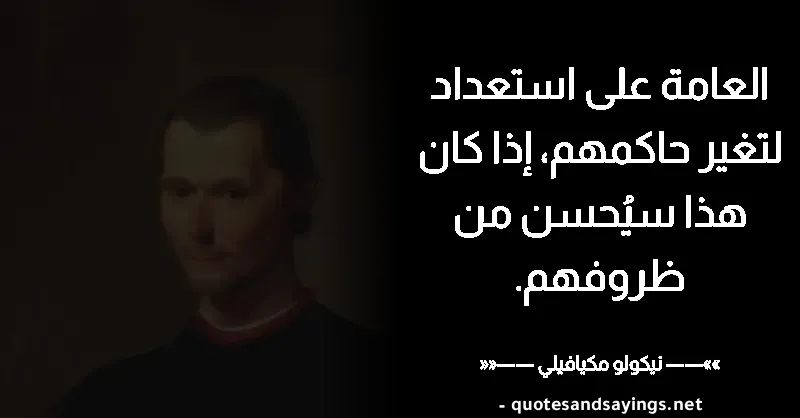 العامة على استعداد
لتغير حاكمهم، إذا كان
هذا سيُحسن من
ظروفهم.
»»——— نيكولو مكيافيلي ———««
- quotesandsayings.net